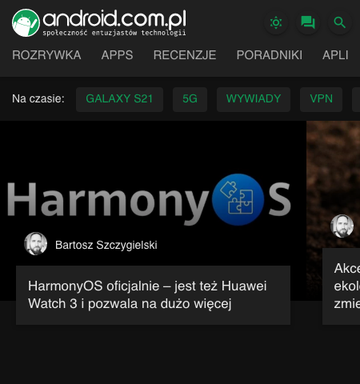 android.com.pl
społeczność entuzjastów technologii
ROZRYWKA APPS RECENZJE PORADNIKI APLI
Na czasie: GALAXY S21 5G WYWIADY VPN
HarmonyOS
Bartosz Szczygielski
HarmonyOS oficjalnie – jest też Huawei
Watch 3 i pozwala na dużo więcej
Akce
ekolo
zmie